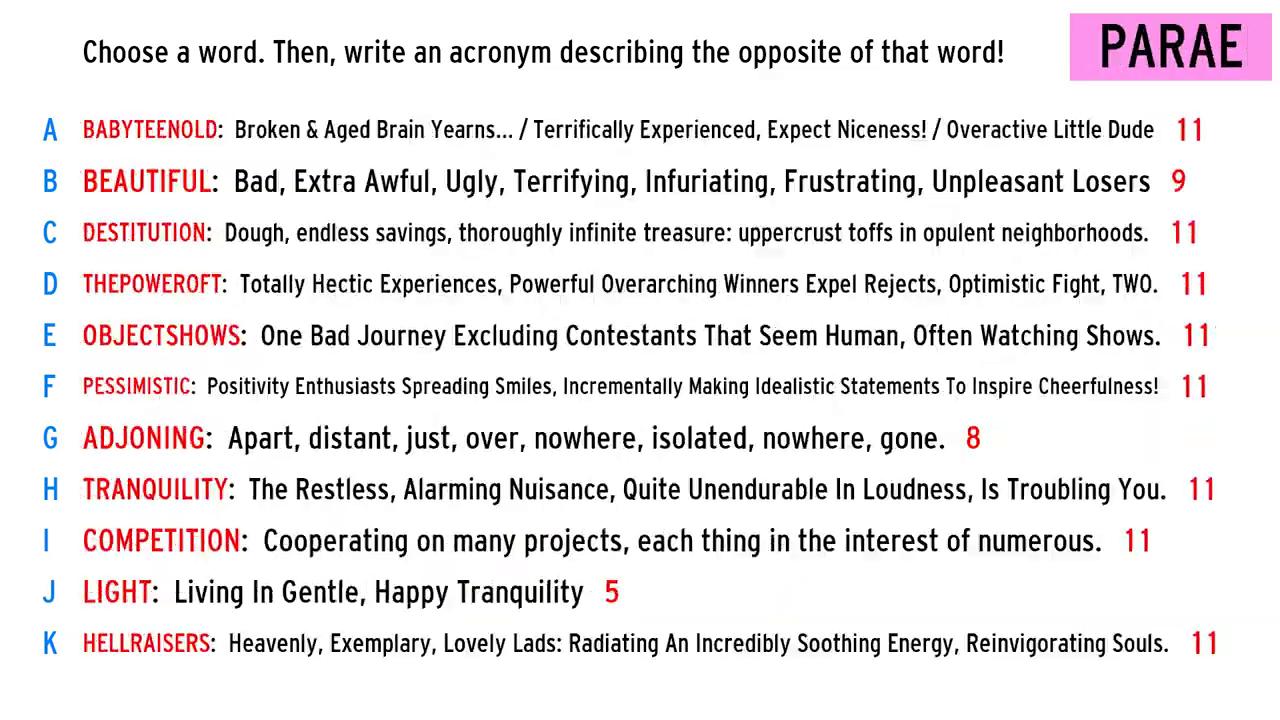 Choose a word. Then, write an acronym describing the opposite of that word!
PARAE
A BABYTEENOLD: Broken & Aged Brain Yearns... / Terrifically Experienced, Expect Niceness! / Overactive Little Dude 11
B BEAUTIFUL: Bad, Extra Awful, Ugly, Terrifying, Infuriating, Frustrating, Unpleasant Losers 9
C DESTITUTION: Dough, endless savings, thoroughly infinite treasure: uppercrust toffs in opulent neighborhoods. 11
D THEPOWEROFT: Totally Hectic Experiences, Powerful Overarching Winners Expel Rejects, Optimistic Fight, TWO. 11
E OBJECTSHOWS: One Bad Journey Excluding Contestants That Seem Human, Often Watching Shows. 11
F PESSIMISTIC: Positivity Enthusiasts Spreading Smiles, Incrementally Making Idealistic Statements To Inspire Cheerfulness! 11
G ADJONING: Apart, distant, just, over, nowhere, isolated, nowhere, gone. 8
H TRANQUILITY: The Restless, Alarming Nuisance, Quite Unendurable In Loudness, Is Troubling You. 11
I COMPETITION: Cooperating on many projects, each thing in the interest of numerous. 11
J LIGHT: Living In Gentle, Happy Tranquility 5
K HELLRAISERS: Heavenly, Exemplary, Lovely Lads: Radiating An Incredibly Soothing Energy, Reinvigorating Souls. 11